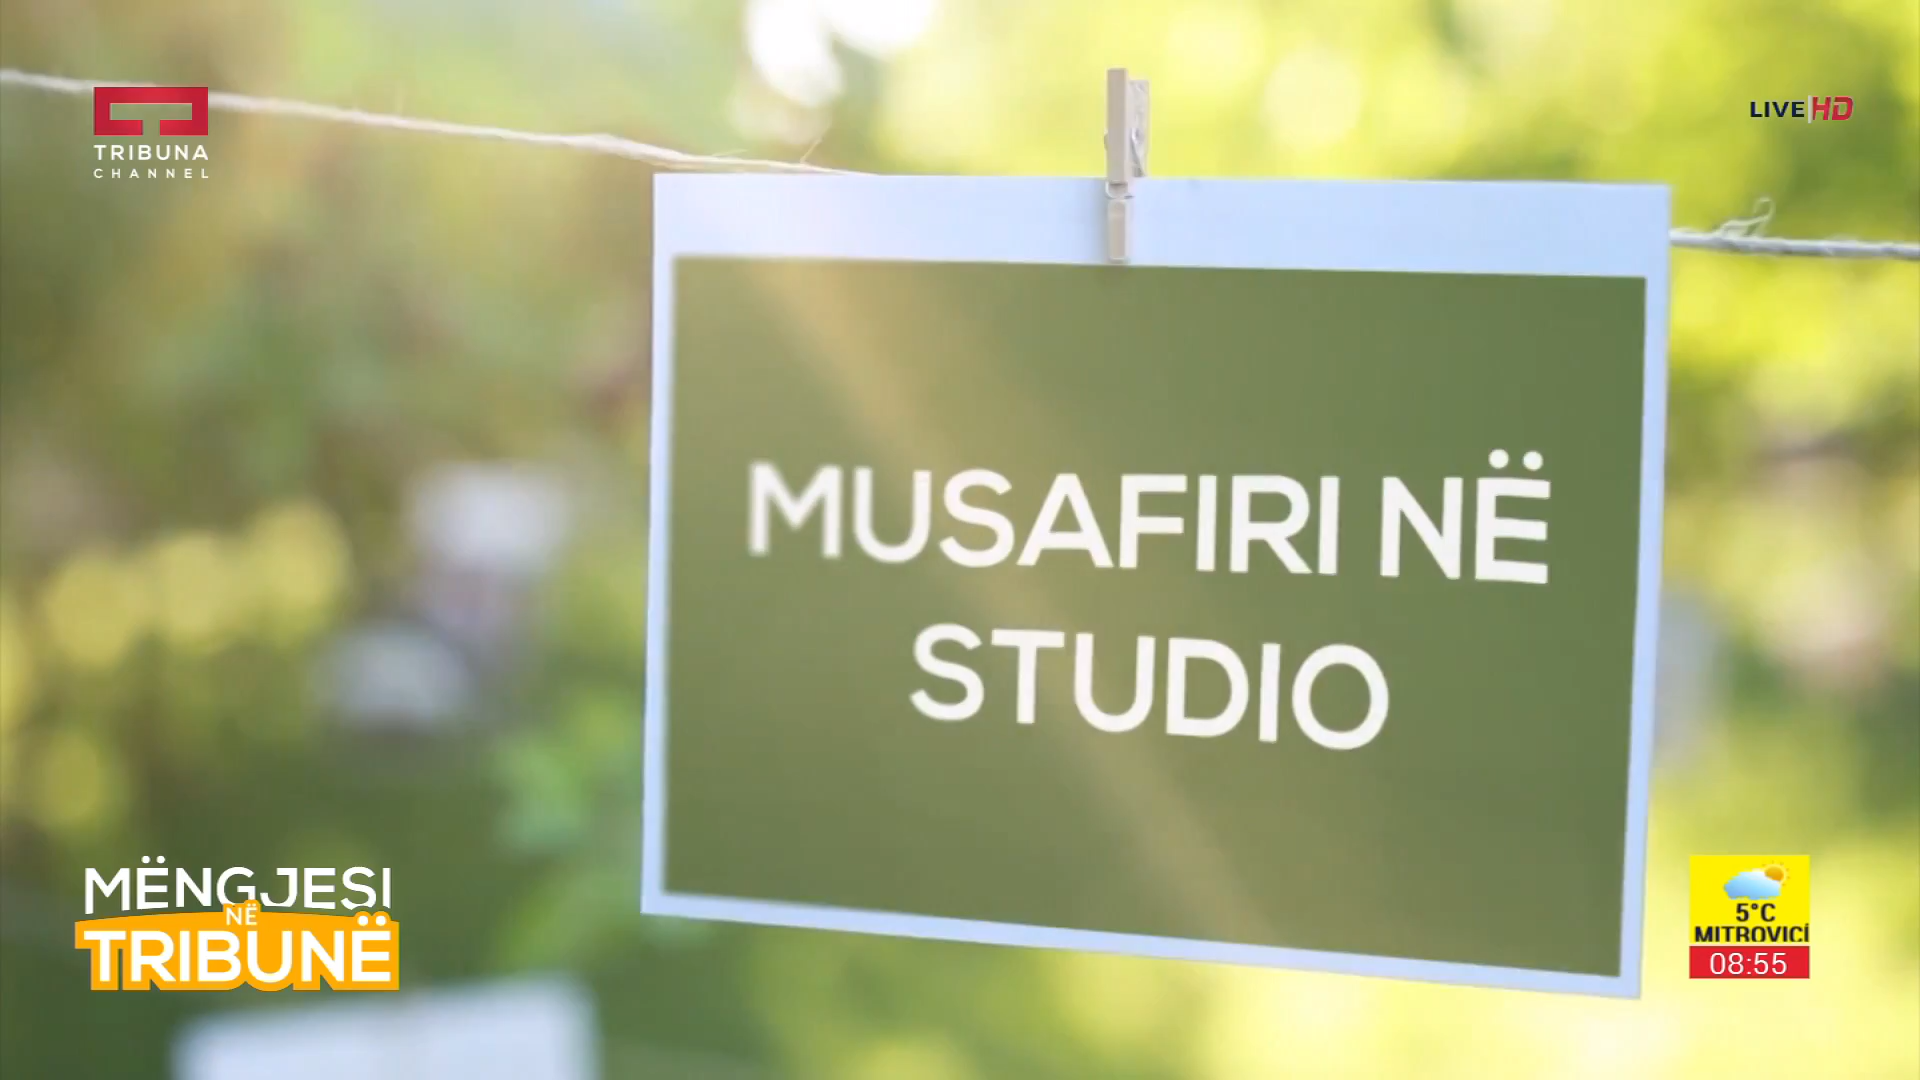 TRIBUNA
CHANNEL
LIVE HD
MUSAFIRI NË
STUDIO
MËNGJESI
NË
TRIBUNË
5°C
MITROVICË
08:55